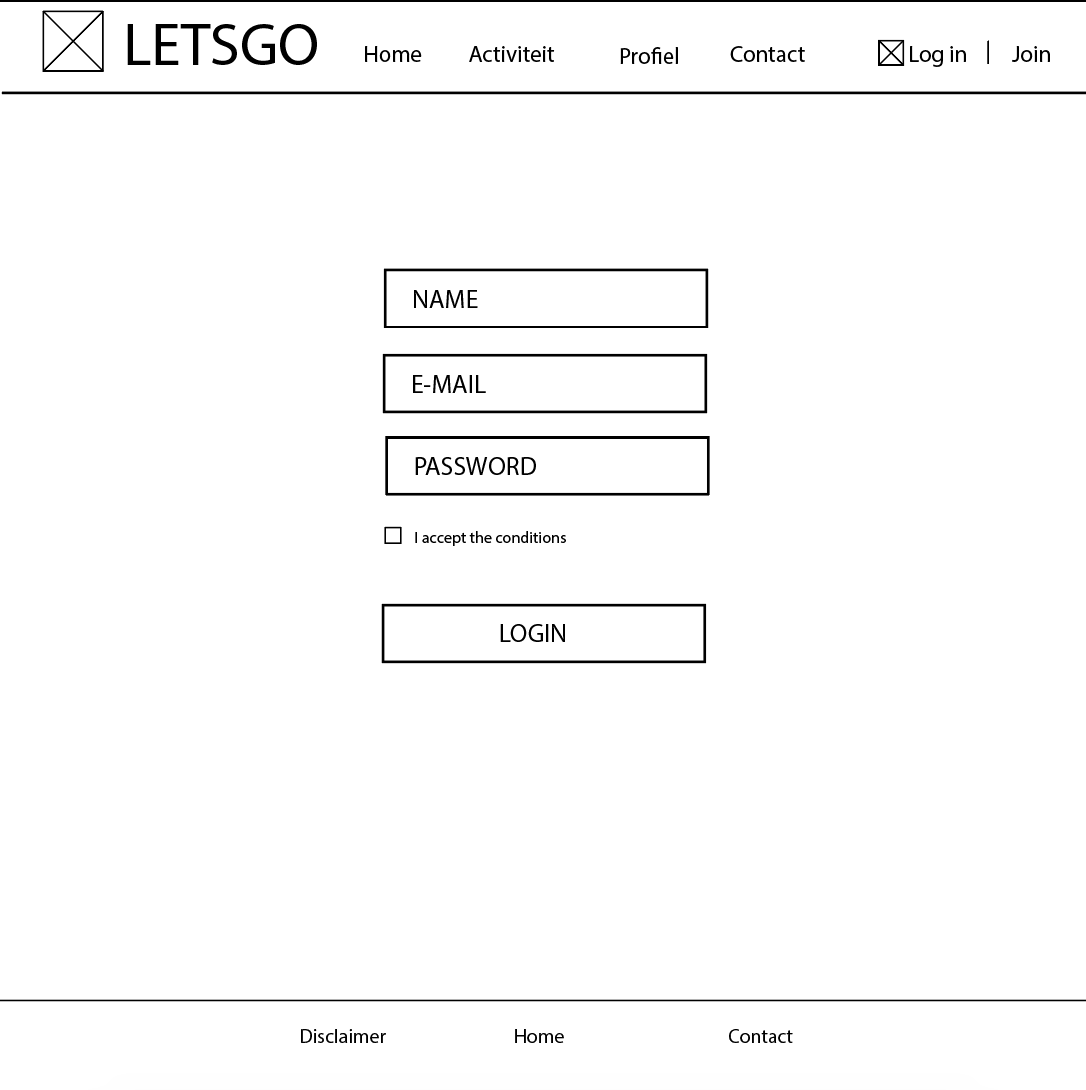 LETSGO Home Activiteit Profiel Contact Log in | Join
NAME
E-MAIL
PASSWORD
I accept the conditions
LOGIN
Disclaimer Home Contact